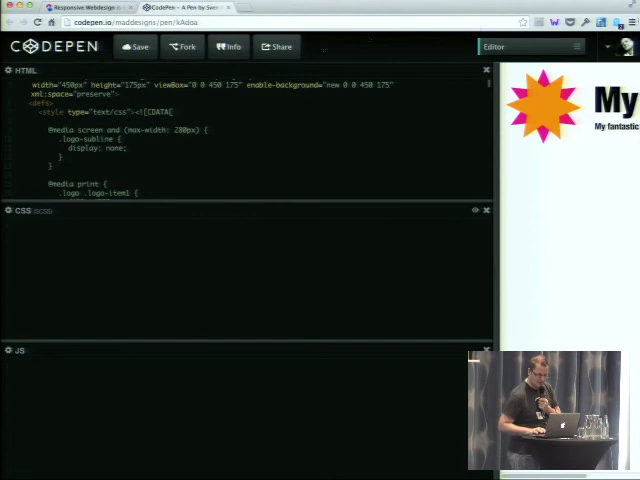 Responsive Webdesign
CodePen - A Pen by Sven
codepen.io/maddesigns/pen/kAdoa
CODEPEN
Save
Fork
Info
Share
Editor
HTML
width="450px" height="175px" viewBox="0 0 450 175" enable-background="new 0 0 450 175"
xml:space="preserve">
<defs>
<style type="text/css"><![CDATA[
@media screen and (max-width: 280px) {
.logo-subline {
display: none;
}
}
@media print {
.logo .logo-item1 {
My
My fantastic
CSS (SCSS)
JS